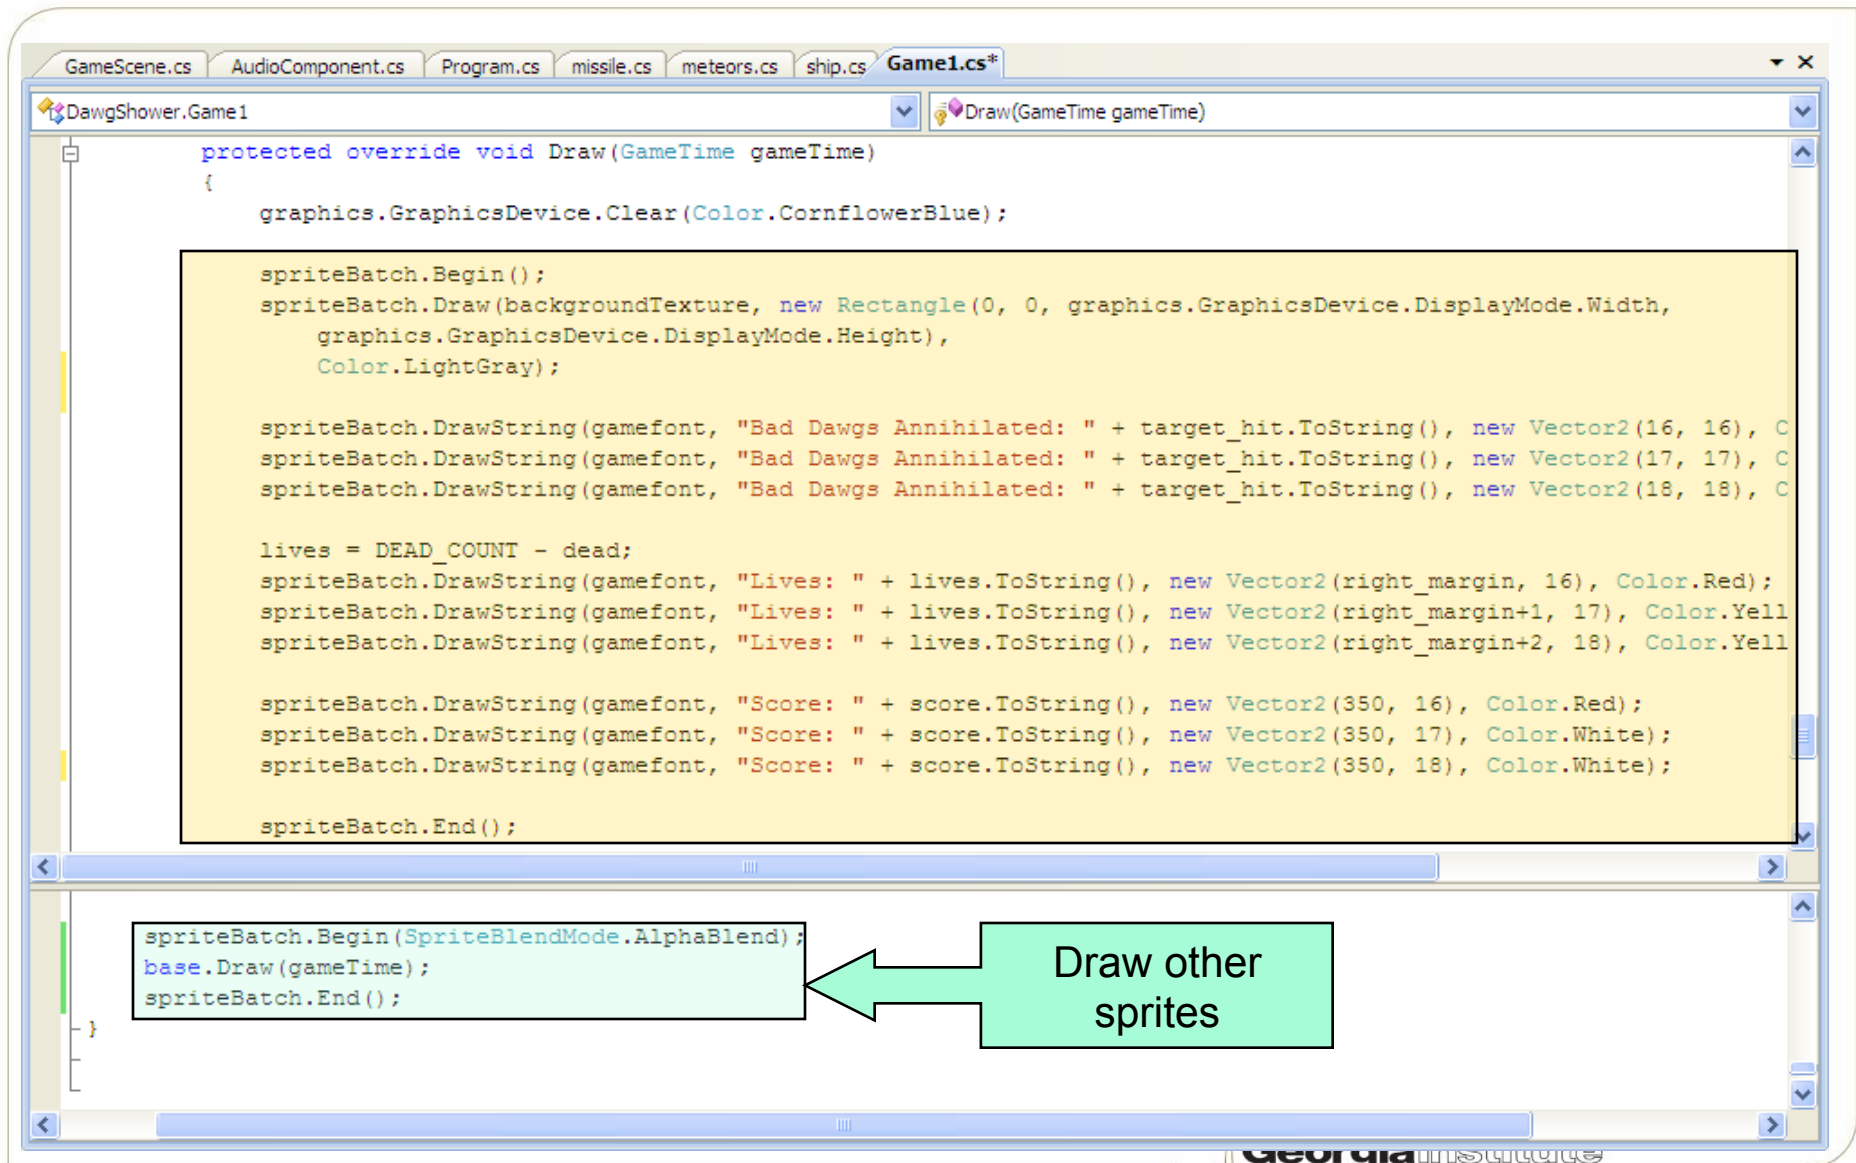 GameScene.cs AudioComponent.cs Program.cs missile.cs meteors.cs ship.cs Game1.cs*
DawgShower.Game1 Draw(GameTime gameTime)
protected override void Draw(GameTime gameTime)
{
graphics.GraphicsDevice.Clear(Color.CornflowerBlue);
spriteBatch.Begin();
spriteBatch.Draw(backgroundTexture, new Rectangle(0, 0, graphics.GraphicsDevice.DisplayMode.Width,
graphics.GraphicsDevice.DisplayMode.Height),
Color.LightGray);
spriteBatch.DrawString(gamefont, "Bad Dawgs Annihilated: " + target_hit.ToString(), new Vector2(16, 16), C
spriteBatch.DrawString(gamefont, "Bad Dawgs Annihilated: " + target_hit.ToString(), new Vector2(17, 17), C
spriteBatch.DrawString(gamefont, "Bad Dawgs Annihilated: " + target_hit.ToString(), new Vector2(18, 18), C
lives = DEAD_COUNT - dead;
spriteBatch.DrawString(gamefont, "Lives: " + lives.ToString(), new Vector2(right_margin, 16), Color.Red);
spriteBatch.DrawString(gamefont, "Lives: " + lives.ToString(), new Vector2(right_margin+1, 17), Color.Yell
spriteBatch.DrawString(gamefont, "Lives: " + lives.ToString(), new Vector2(right_margin+2, 18), Color.Yell
spriteBatch.DrawString(gamefont, "Score: " + score.ToString(), new Vector2(350, 16), Color.Red);
spriteBatch.DrawString(gamefont, "Score: " + score.ToString(), new Vector2(350, 17), Color.White);
spriteBatch.DrawString(gamefont, "Score: " + score.ToString(), new Vector2(350, 18), Color.White);
spriteBatch.End();
spriteBatch.Begin(SpriteBlendMode.AlphaBlend);
base.Draw(gameTime);
spriteBatch.End();
}
Draw other
sprites
Georgia Institute